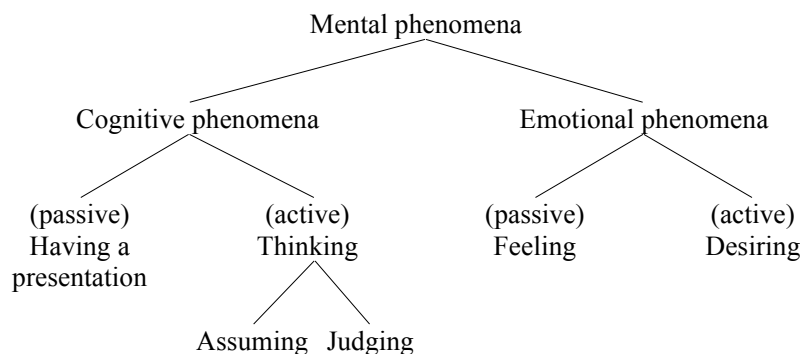 Mental phenomena
Cognitive phenomena Emotional phenomena
(passive) (active) (passive) (active)
Having a Thinking Feeling Desiring
presentation
Assuming Judging